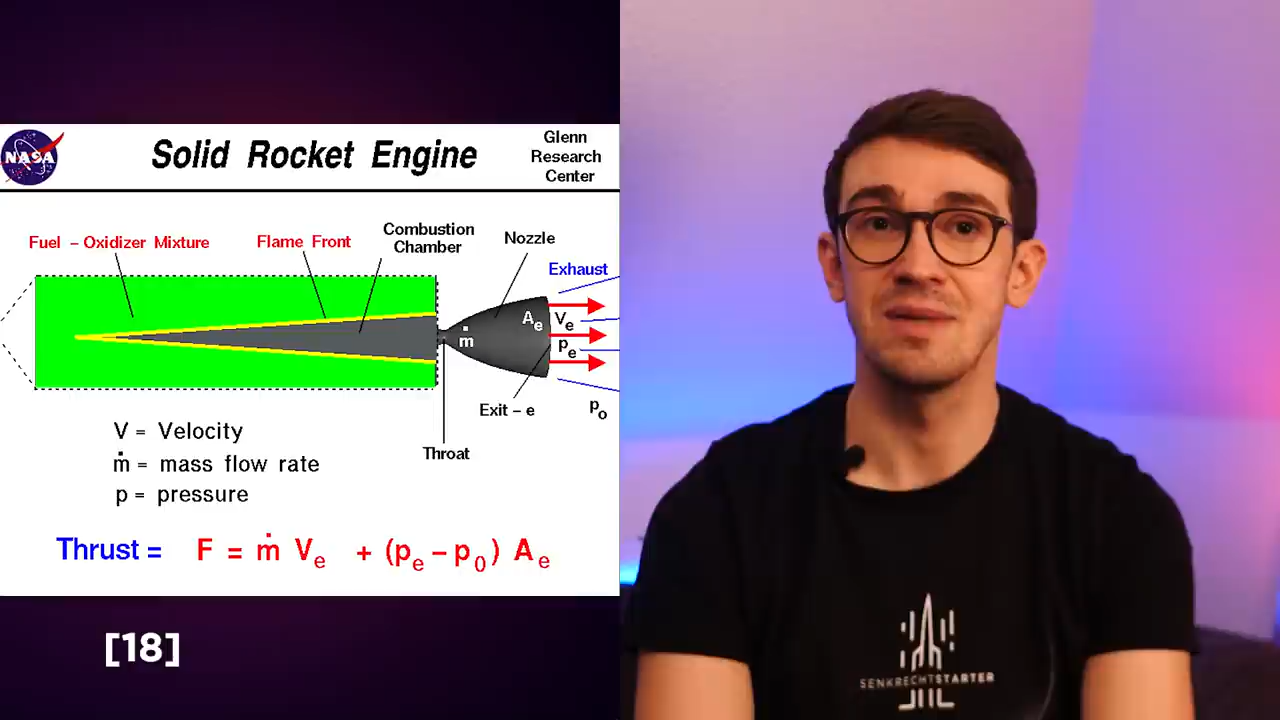 NASA
Solid Rocket Engine
Glenn
Research
Center
Fuel – Oxidizer Mixture
Flame Front
Combustion
Chamber
Nozzle
Exhaust
Ae
Ve
ṁ
pe
Exit – e
po
Throat
V = Velocity
ṁ = mass flow rate
p = pressure
Thrust = F = ṁ Ve + (pe – p0) Ae
[18]
SENKRECHTSTARTER